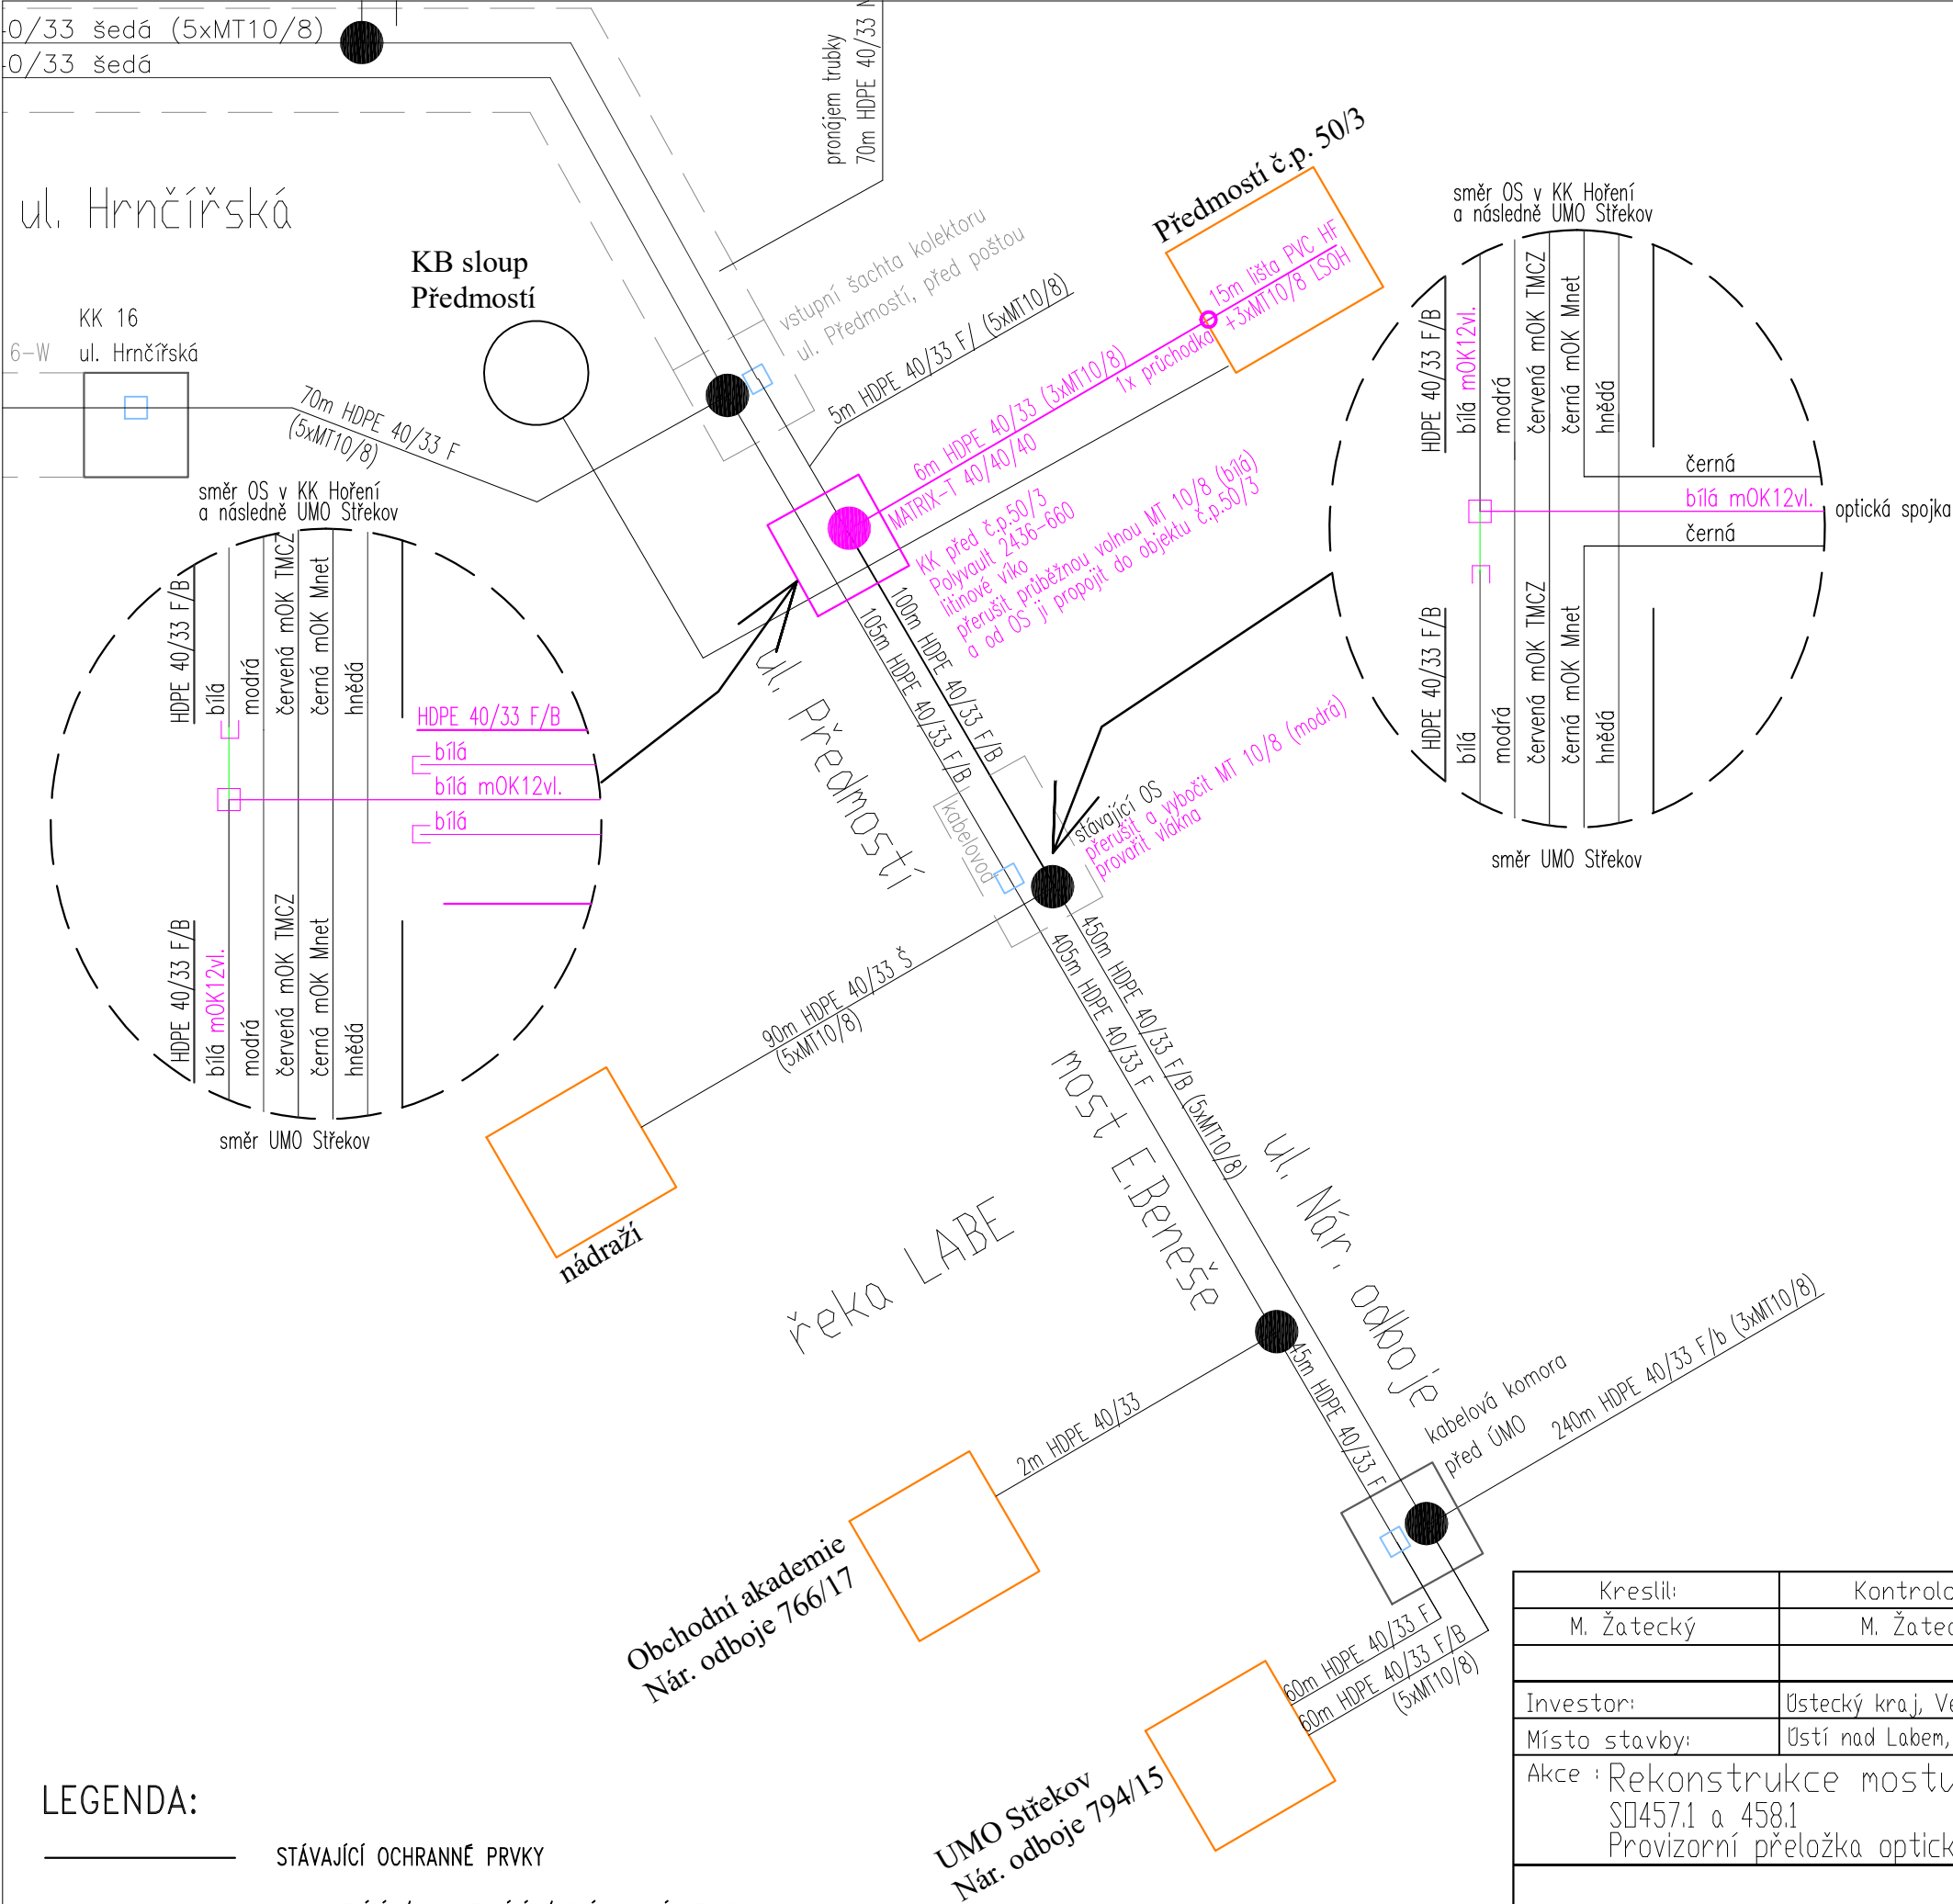 0/33 šedá (5xMT10/8)
0/33 šedá
pronájem trubky
70m HDPE 40/33
ul. Hrnčířská
KB sloup
Předmostí
KK 16
ul. Hrnčířská
6-W
70m HDPE 40/33 F
(5xMT10/8)
vstupní šachta kolektoru
ul. Předmostí, před poštou
5m HDPE 40/33 F/ (5xMT10/8)
Předmostí č.p. 50/3
15m lišta PVC HF
+3xMT10/8 LSOH
1x průchodka
6m HDPE 40/33 (3xMT10/8)
MATRIX-T 40/40/40
KK před č.p.50/3
Polyvault 2436-660
litinové víko
přerušit průběžnou volnou MT 10/8 (bílá)
a od OS ji propojit do objektu č.p.50/3
směr OS v KK Hoření
a následně UMO Střekov
HDPE 40/33 F/B
bílá mOK12vl.
modrá
červená mOK TMCZ
černá mOK Mnet
hnědá
černá
bílá mOK12vl.
optická spojka
černá
HDPE 40/33 F/B
bílá
modrá
červená mOK TMCZ
černá mOK Mnet
hnědá
směr UMO Střekov
směr OS v KK Hoření
a následně UMO Střekov
HDPE 40/33 F/B
bílá
modrá
červená mOK TMCZ
černá mOK Mnet
hnědá
HDPE 40/33 F/B
bílá
bílá mOK12vl.
bílá
HDPE 40/33 F/B
bílá mOK12vl.
modrá
červená mOK TMCZ
černá mOK Mnet
hnědá
směr UMO Střekov
100m HDPE 40/33 F/B
105m HDPE 40/33 F/B
ul. Předmostí
kabelovod
stávající OS
přerušit a vybočit MT 10/8 (modrá)
provařit vlákna
90m HDPE 40/33 Š
(5xMT10/8)
450m HDPE 40/33 F/B (5xMT10/8)
405m HDPE 40/33 F
most E.Beneše
ul. Nár. odboje
nádraží
řeka LABE
45m HDPE 40/33 F
2m HDPE 40/33
kabelová komora
před ÚMO
240m HDPE 40/33 F/b (3xMT10/8)
Obchodní akademie
Nár. odboje 766/17
60m HDPE 40/33 F
60m HDPE 40/33 F/B
(5xMT10/8)
UMO Střekov
Nár. odboje 794/15
Kreslil:
M. Žatecký
Investor:
Místo stavby: Ústí nad Labem,
Akce : Rekonstrukce mostu
SO457.1 a 458.1
Provizorní přeložka
LEGENDA:
STÁVAJÍCÍ OCHRANNÉ PRVKY